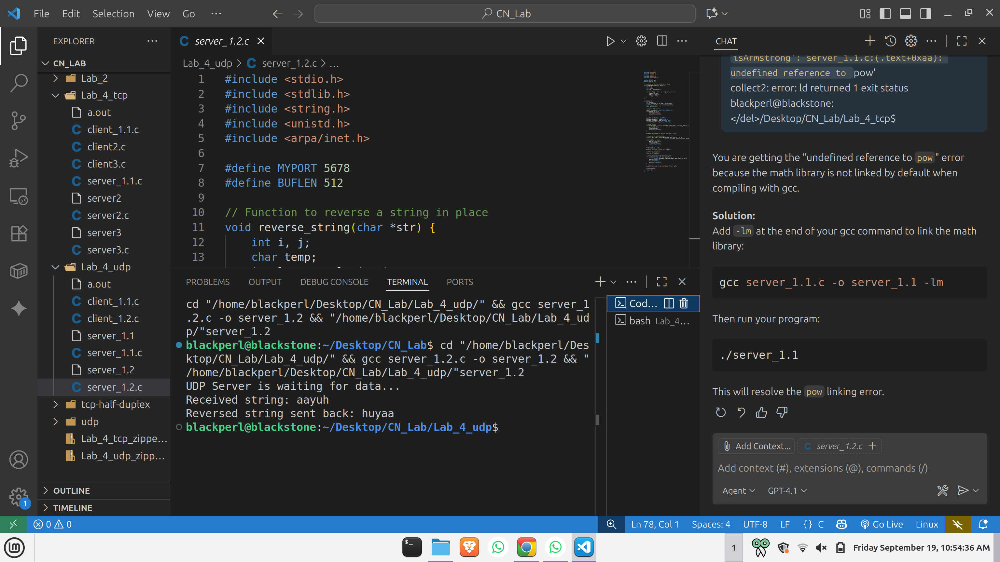 File Edit Selection View Go ···
CN_Lab
EXPLORER ···
CN_LAB
Lab_2
Lab_4_tcp
a.out
client_1.1.c
client2.c
client3.c
server_1.1.c
server2
server2.c
server3
server3.c
Lab_4_udp
a.out
client_1.1.c
client_1.2.c
server_1.1
server_1.1.c
server_1.2
server_1.2.c
tcp-half-duplex
udp
Lab_4_tcp_zippe...
Lab_4_udp_zipp...
OUTLINE
TIMELINE
server_1.2.c
Lab_4_udp > C server_1.2.c > ...
1 #include <stdio.h>
2 #include <stdlib.h>
3 #include <string.h>
4 #include <unistd.h>
5 #include <arpa/inet.h>
6
7 #define MYPORT 5678
8 #define BUFLEN 512
9
10 // Function to reverse a string in place
11 void reverse_string(char *str) {
12 int i, j;
13 char temp;
PROBLEMS OUTPUT DEBUG CONSOLE TERMINAL PORTS
cd "/home/blackperl/Desktop/CN_Lab/Lab_4_udp/" && gcc server_1
.2.c -o server_1.2 && "/home/blackperl/Desktop/CN_Lab/Lab_4_ud
p/"server_1.2
blackperl@blackstone:~/Desktop/CN_Lab$ cd "/home/blackperl/Des
ktop/CN_Lab/Lab_4_udp/" && gcc server_1.2.c -o server_1.2 && "
/home/blackperl/Desktop/CN_Lab/Lab_4_udp/"server_1.2
UDP Server is waiting for data...
Received string: aayuh
Reversed string sent back: huyaa
blackperl@blackstone:~/Desktop/CN_Lab/Lab_4_udp$
Cod...
bash Lab_4...
CHAT
isArmstrong': server_1.1.c:(.text+0xaa):
undefined reference to pow'
collect2: error: ld returned 1 exit status
blackperl@blackstone:
</del>/Desktop/CN_Lab/Lab_4_tcp$
You are getting the "undefined reference to pow" error
because the math library is not linked by default when
compiling with gcc.
Solution:
Add -lm at the end of your gcc command to link the math
library:
gcc server_1.1.c -o server_1.1 -lm
Then run your program:
./server_1.1
This will resolve the pow linking error.
Add Context... C server_1.2.c +
Add context (#), extensions (@), commands (/)
Agent GPT-4.1
1
0 0 Ln 78, Col 1 Spaces: 4 UTF-8 LF {} C Go Live Linux
1 Friday September 19, 10:54:36 AM